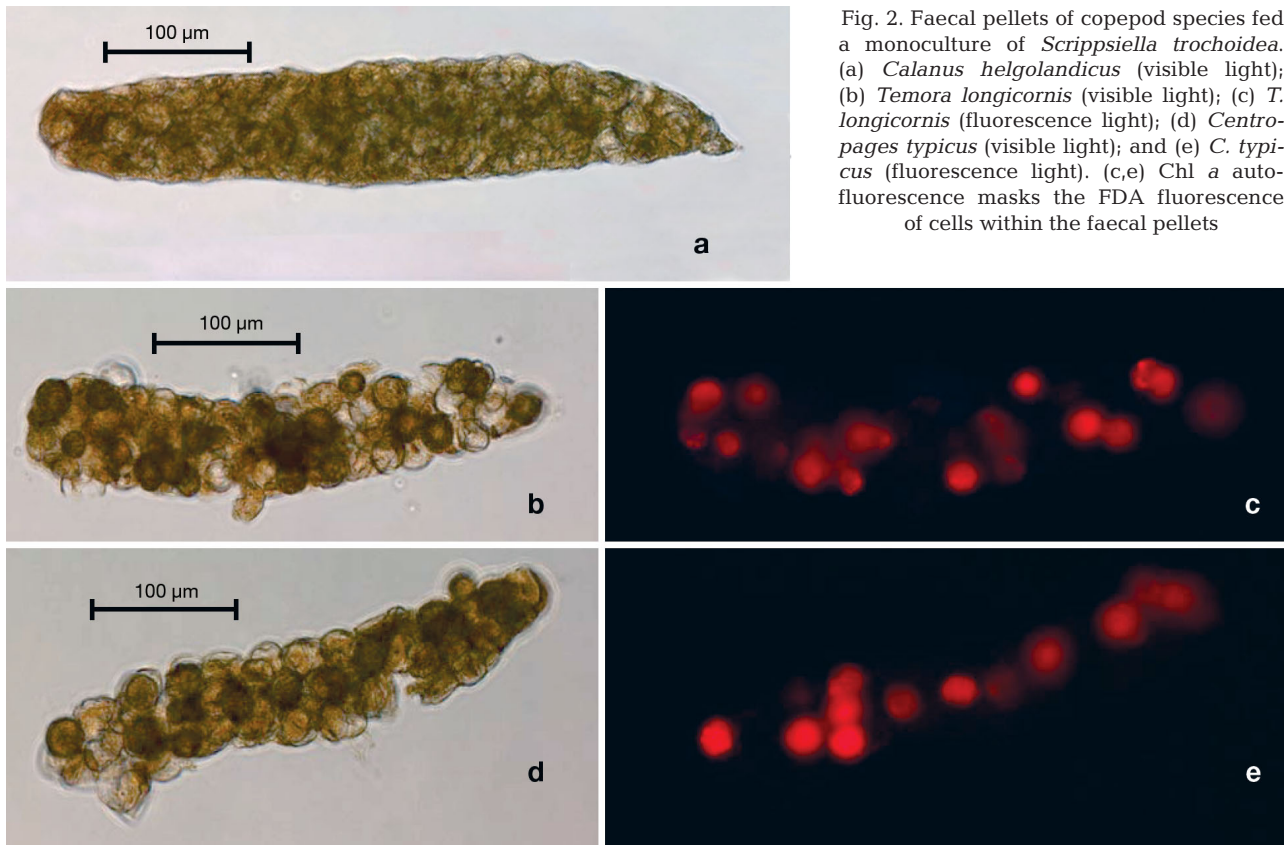 100 µm
a
Fig. 2. Faecal pellets of copepod species fed
a monoculture of Scrippsiella trochoidea.
(a) Calanus helgolandicus (visible light);
(b) Temora longicornis (visible light); (c) T.
longicornis (fluorescence light); (d) Centro-
pages typicus (visible light); and (e) C. typi-
cus (fluorescence light). (c,e) Chl a auto-
fluorescence masks the FDA fluorescence
of cells within the faecal pellets
100 µm
b
c
100 µm
d
e